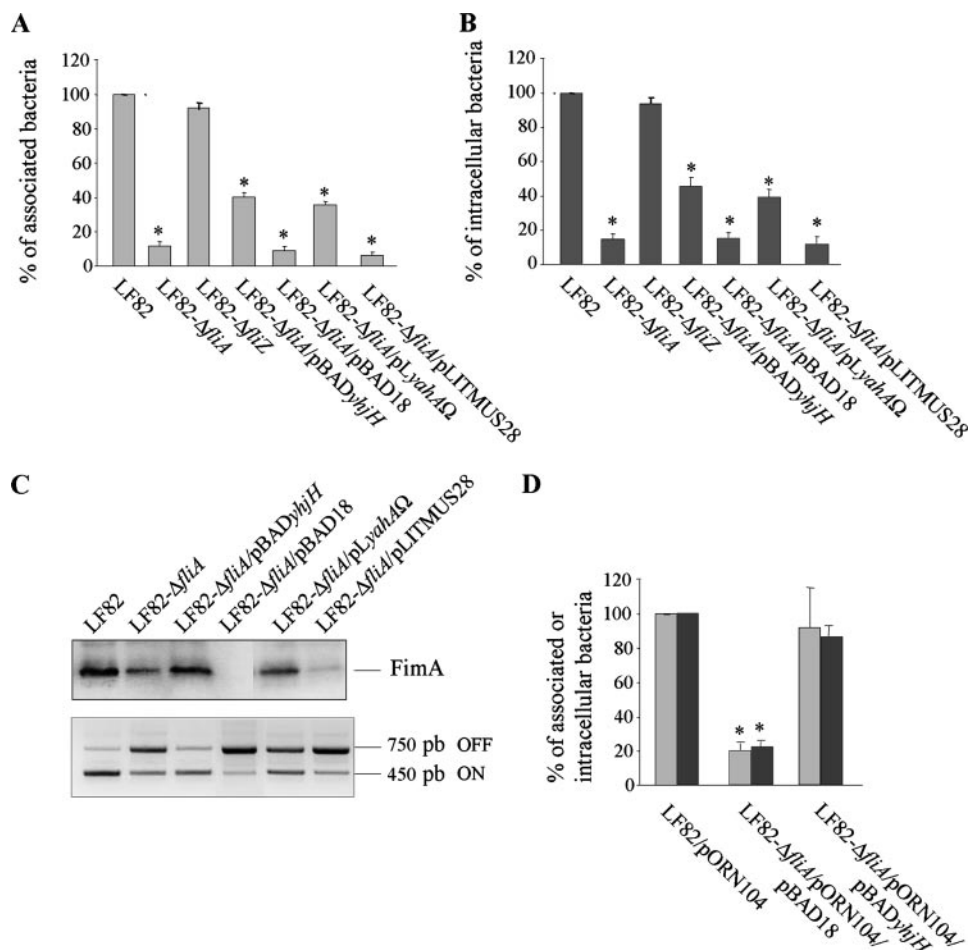 A
% of associated bacteria
120
100
80
60
40
20
0
*
*
*
*
*
LF82
LF82-ΔfliA
LF82-ΔfliZ
LF82-ΔfliA/pBADyhjH
LF82-ΔfliA/pBAD18
LF82-ΔfliA/pLyahAΩ
LF82-ΔfliA/pLITMUS28
B
% of intracellular bacteria
120
100
80
60
40
20
0
*
*
*
*
*
LF82
LF82-ΔfliA
LF82-ΔfliZ
LF82-ΔfliA/pBADyhjH
LF82-ΔfliA/pBAD18
LF82-ΔfliA/pLyahAΩ
LF82-ΔfliA/pLITMUS28
C
LF82
LF82-ΔfliA
LF82-ΔfliA/pBADyhjH
LF82-ΔfliA/pBAD18
LF82-ΔfliA/pLyahAΩ
LF82-ΔfliA/pLITMUS28
FimA
750 pb OFF
450 pb ON
D
% of associated or
intracellular bacteria
120
100
80
60
40
20
0
* *
LF82/pORN104
LF82-ΔfliA/pORN104/
pBAD18
LF82-ΔfliA/pORN104/
pBADyhjH